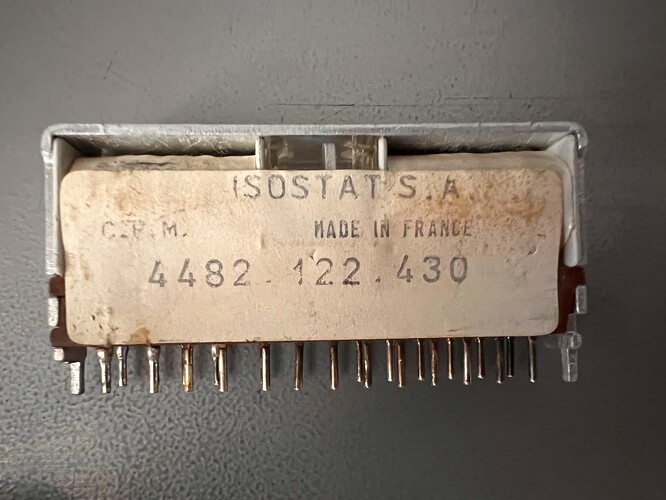 ISOSTAT S.A
C.P.M. MADE IN FRANCE
4482.122.430